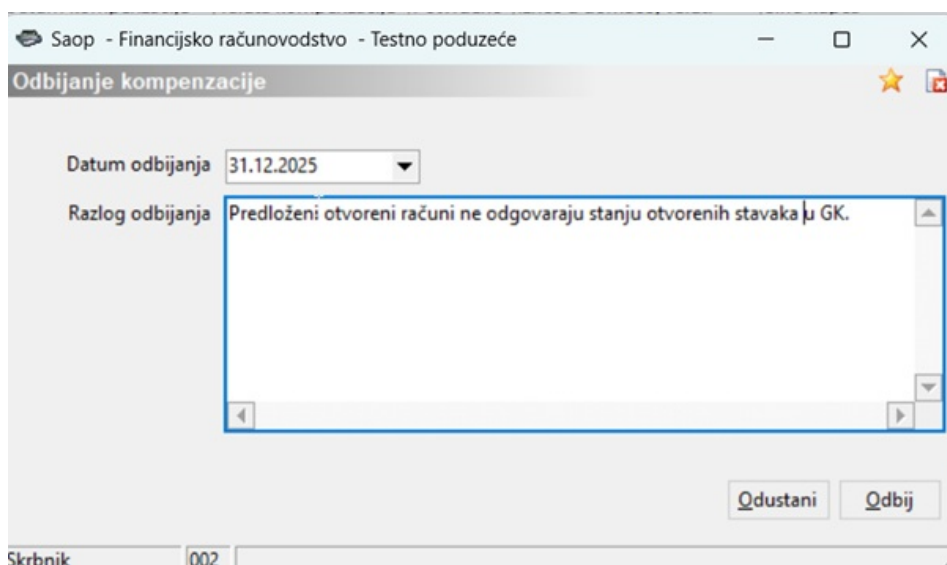 Saop - Financijsko računovodstvo - Testno poduzeće
Odbijanje kompenzacije
Datum odbijanja 31.12.2025
Razlog odbijanja Predloženi otvoreni računi ne odgovaraju stanju otvorenih stavaka u GK.
Odustani Odbij
Skrbnik 002